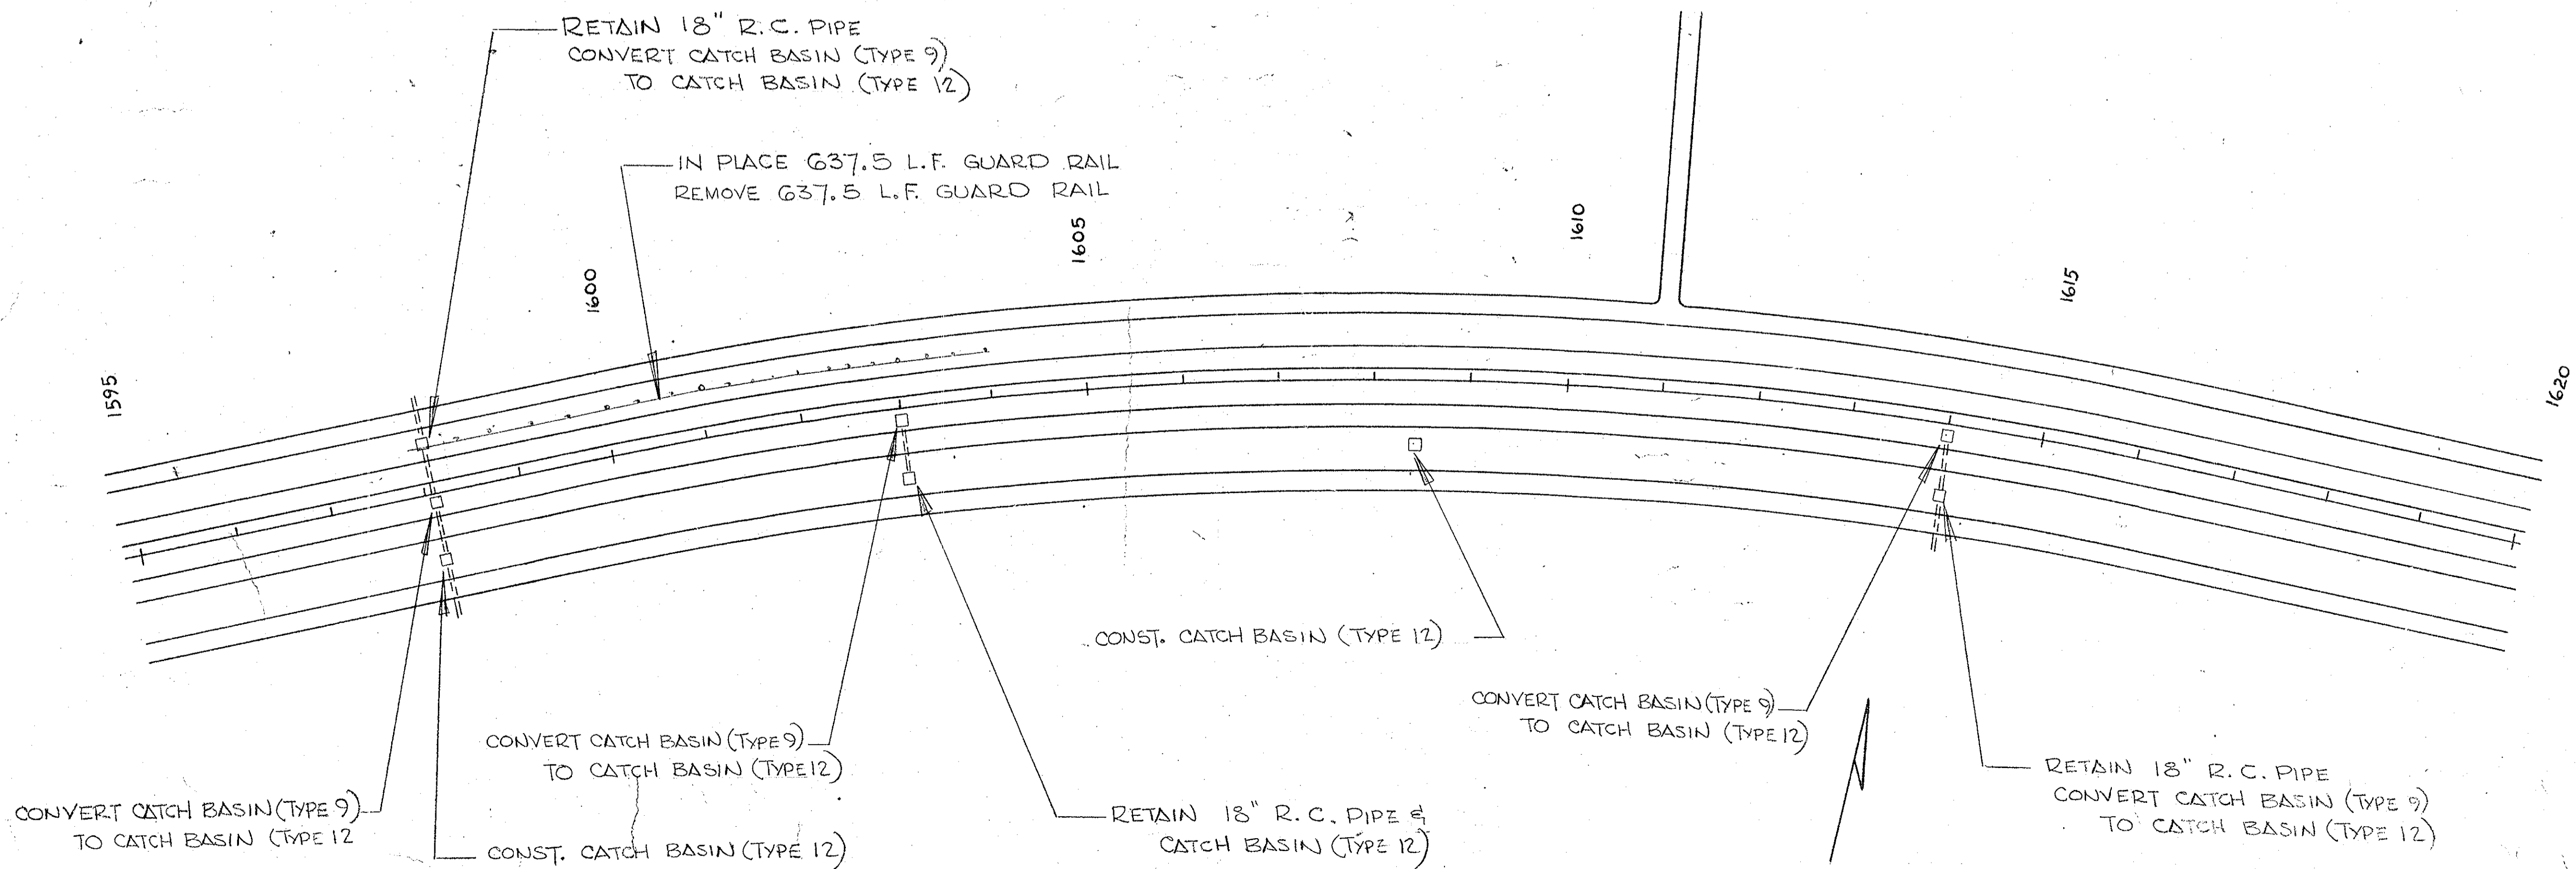 RETAIN 18" R.C. PIPE
CONVERT CATCH BASIN (TYPE 9)
TO CATCH BASIN (TYPE 12)
IN PLACE 637.5 L.F. GUARD RAIL
REMOVE 637.5 L.F. GUARD RAIL
1595
1600
1605
1610
1615
1620
CONST. CATCH BASIN (TYPE 12)
CONVERT CATCH BASIN (TYPE 9)
TO CATCH BASIN (TYPE 12)
CONVERT CATCH BASIN (TYPE 9)
TO CATCH BASIN (TYPE 12)
RETAIN 18" R.C. PIPE
CONVERT CATCH BASIN (TYPE 9)
TO CATCH BASIN (TYPE 12)
CONVERT CATCH BASIN (TYPE 9)
TO CATCH BASIN (TYPE 12
CONST. CATCH BASIN (TYPE 12)
RETAIN 18" R.C. PIPE &
CATCH BASIN (TYPE 12)